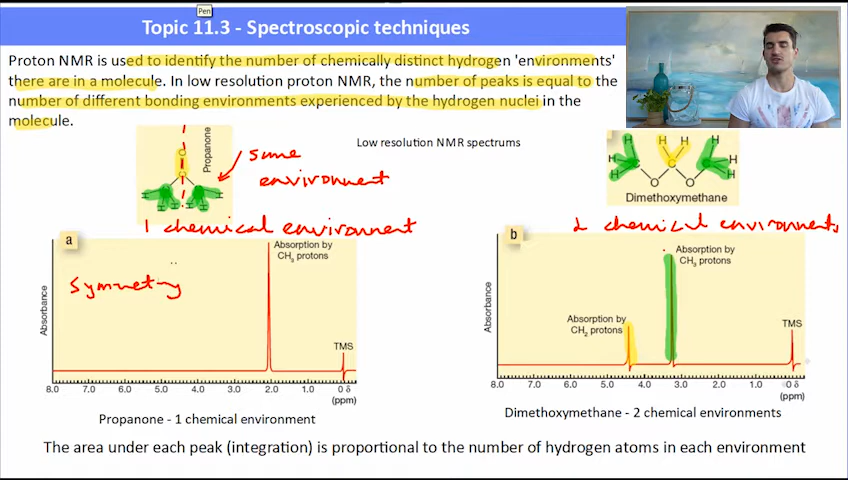 Pen
Topic 11.3 - Spectroscopic techniques
Proton NMR is used to identify the number of chemically distinct hydrogen 'environments'
there are in a molecule. In low resolution proton NMR, the number of peaks is equal to the
number of different bonding environments experienced by the hydrogen nuclei in the
molecule.
Propanone
O
C
C C
H H H H
same
environment
1 chemical environment
Low resolution NMR spectrums
H H H H
H C C C H
H O O H
Dimethoxymethane
2 chemical environments
a
Absorption by
CH3 protons
Symmetry
Absorbance
TMS
8.0 7.0 6.0 5.0 4.0 3.0 2.0 1.0 0 δ
(ppm)
Propanone - 1 chemical environment
b
Absorption by
CH3 protons
Absorption by
CH2 protons
Absorbance
TMS
8.0 7.0 6.0 5.0 4.0 3.0 2.0 1.0 0 δ
(ppm)
Dimethoxymethane - 2 chemical environments
The area under each peak (integration) is proportional to the number of hydrogen atoms in each environment